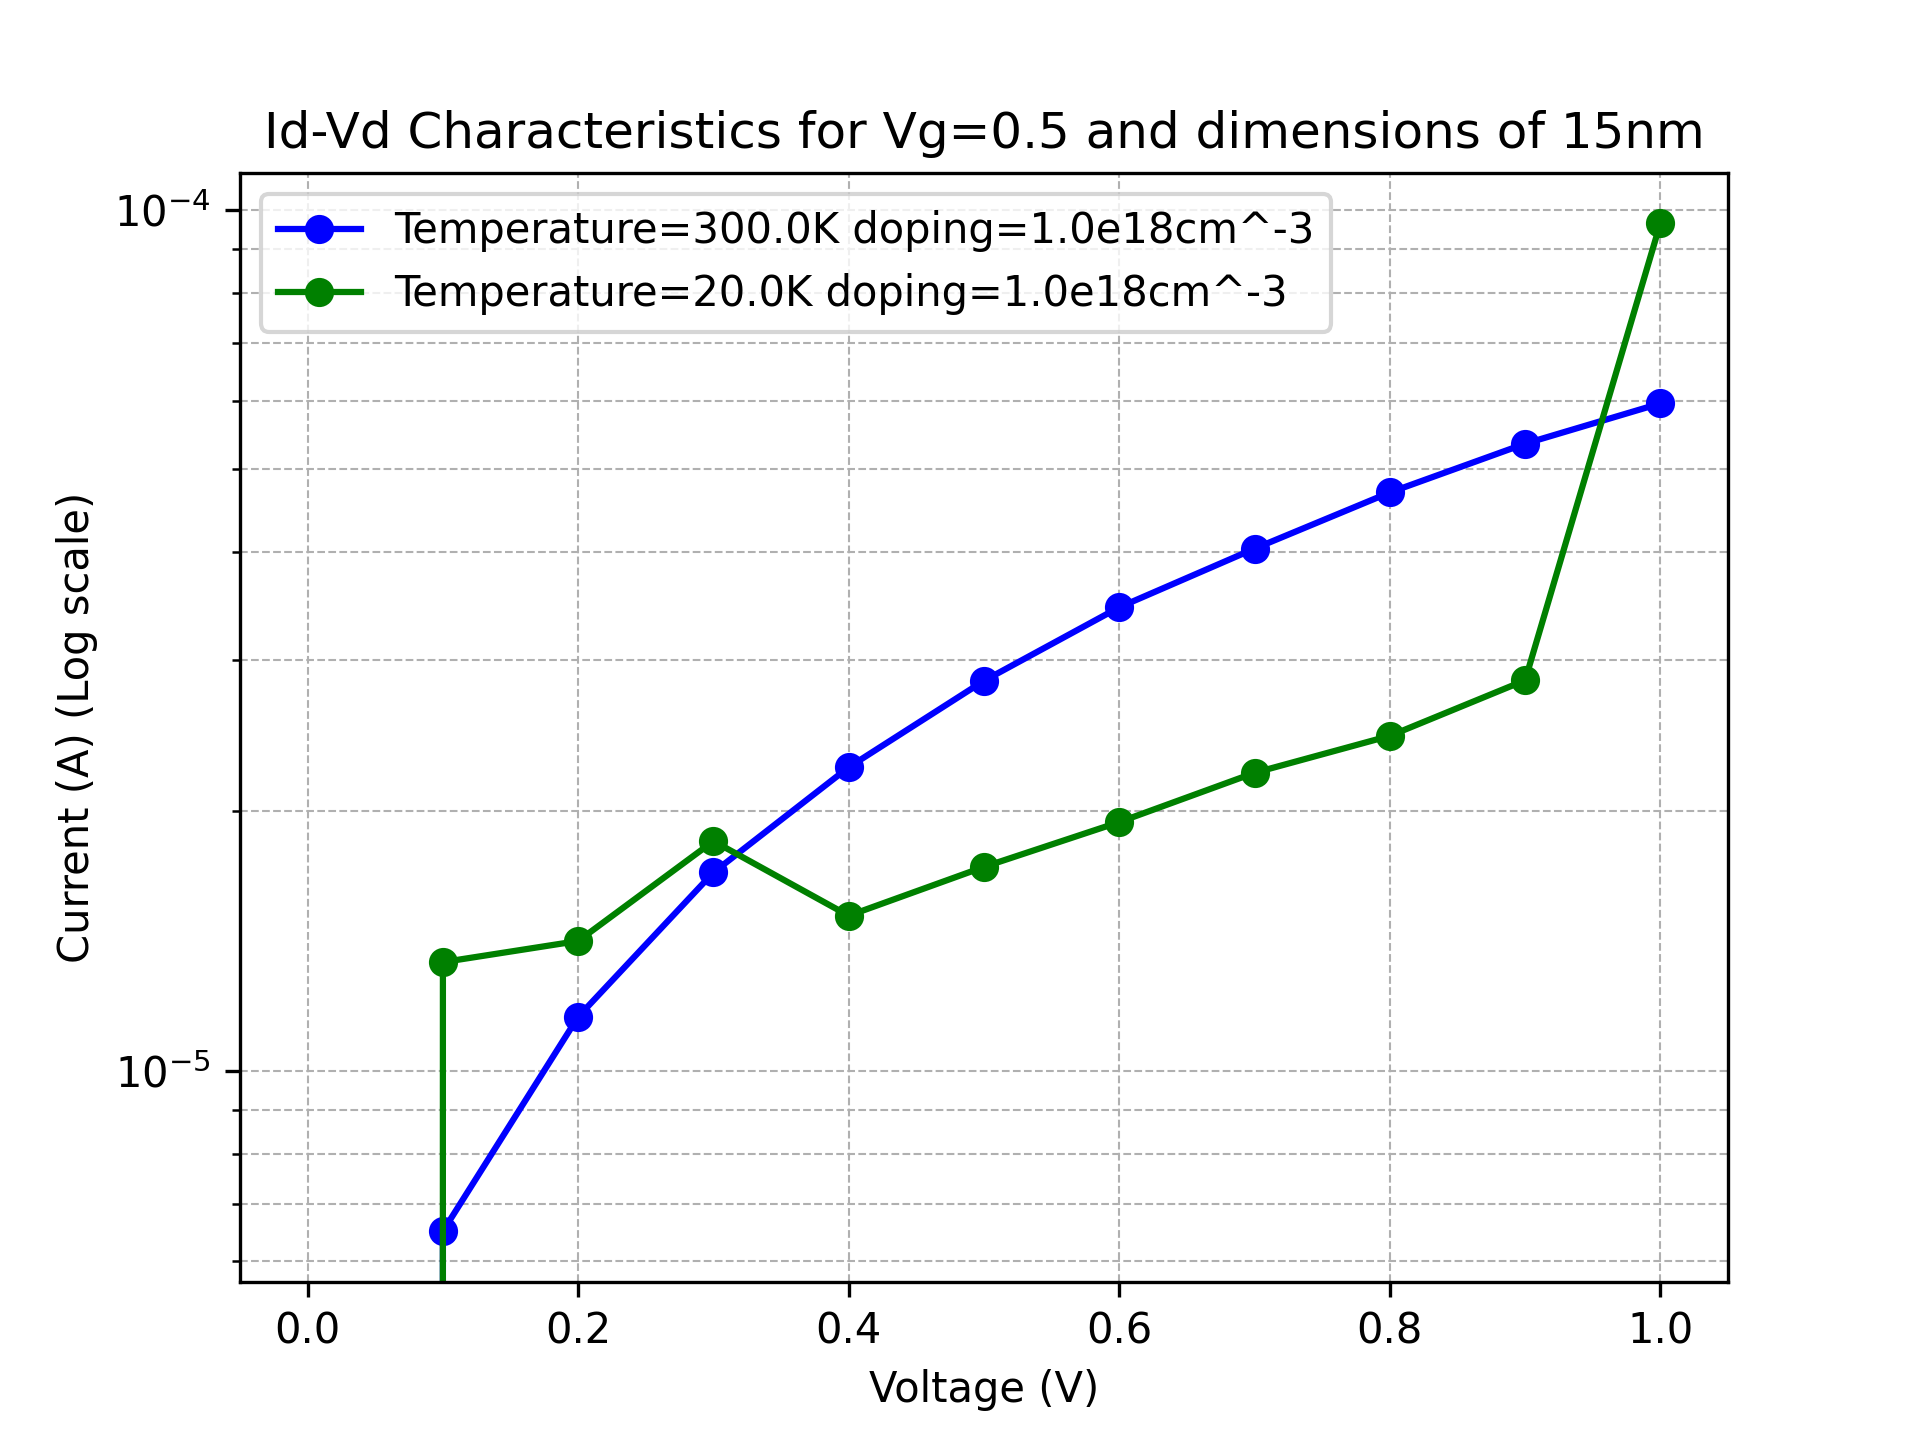 Id-Vd Characteristics for Vg=0.5 and dimensions of 15nm
Temperature=300.0K doping=1.0e18cm^-3
Temperature=20.0K doping=1.0e18cm^-3
Current (A) (Log scale)
10⁻⁴
10⁻⁵
0.0 0.2 0.4 0.6 0.8 1.0
Voltage (V)